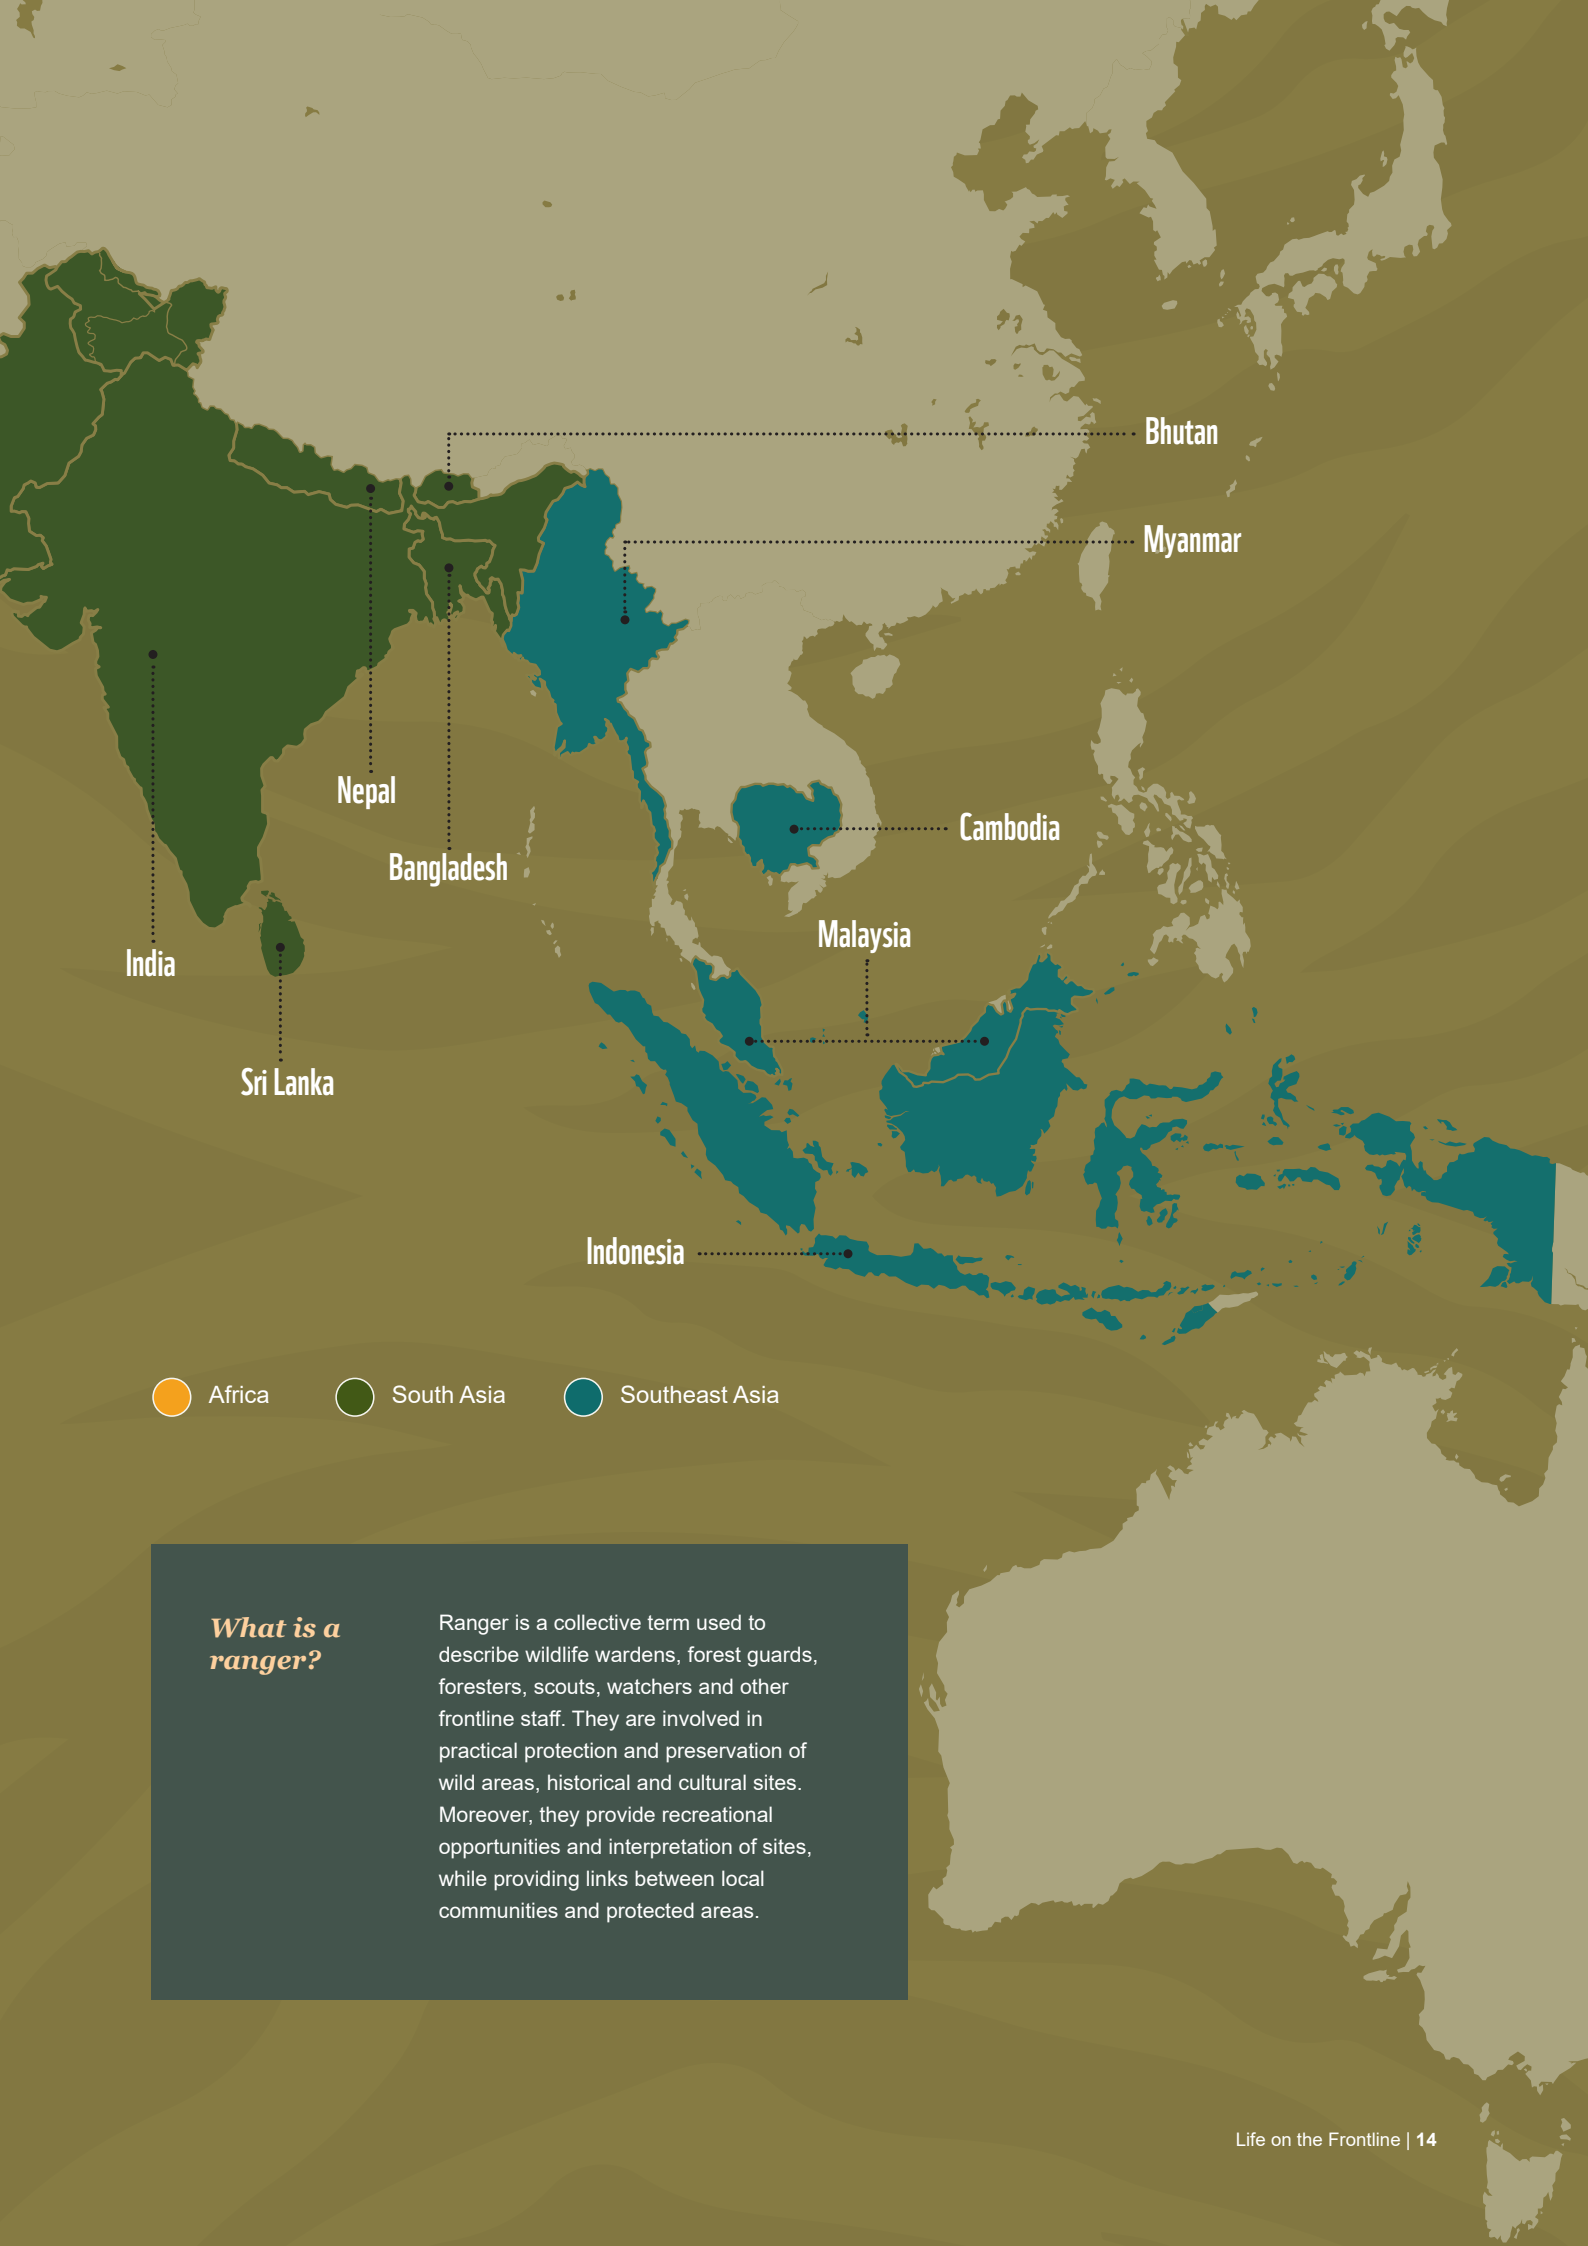 Bhutan
Myanmar
Nepal
Cambodia
Bangladesh
Malaysia
India
Sri Lanka
Indonesia
Africa
South Asia
Southeast Asia
What is a
ranger?
Ranger is a collective term used to
describe wildlife wardens, forest guards,
foresters, scouts, watchers and other
frontline staff. They are involved in
practical protection and preservation of
wild areas, historical and cultural sites.
Moreover, they provide recreational
opportunities and interpretation of sites,
while providing links between local
communities and protected areas.
Life on the Frontline | 14